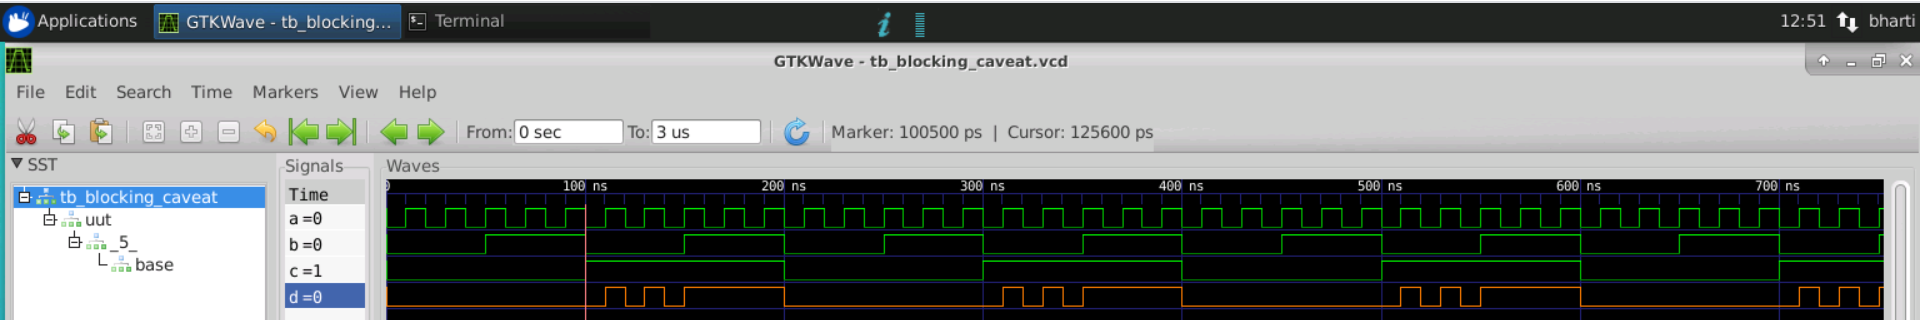 Applications GTKWave - tb_blocking... Terminal 12:51 bharti
GTKWave - tb_blocking_caveat.vcd
File Edit Search Time Markers View Help
From: 0 sec To: 3 us Marker: 100500 ps | Cursor: 125600 ps
SST
tb_blocking_caveat
uut
_5_
base
Signals
Time
a=0
b=0
c=1
d=0
Waves
0 100 ns 200 ns 300 ns 400 ns 500 ns 600 ns 700 ns